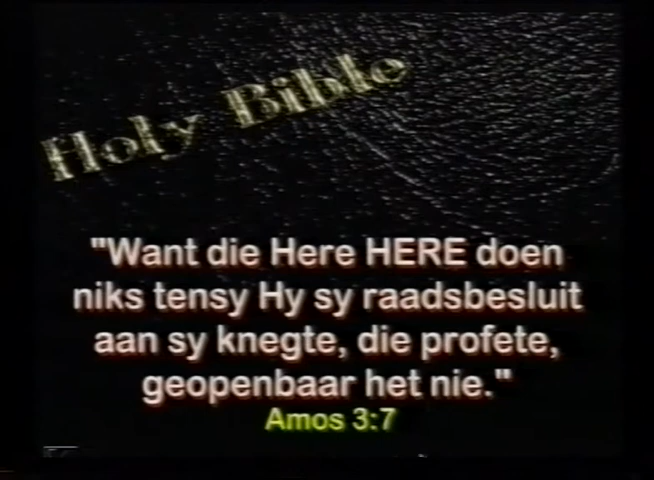 Holy Bible
"Want die Here HERE doen
niks tensy Hy sy raadsbesluit
aan sy knegte, die profete,
geopenbaar het nie."
Amos 3:7